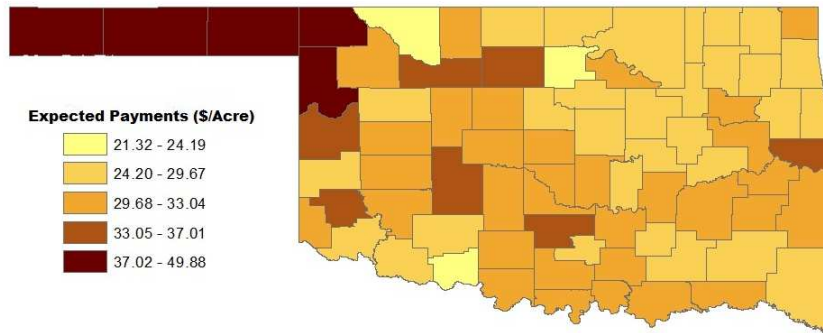 Expected Payments ($/Acre)
21.32 - 24.19
24.20 - 29.67
29.68 - 33.04
33.05 - 37.01
37.02 - 49.88